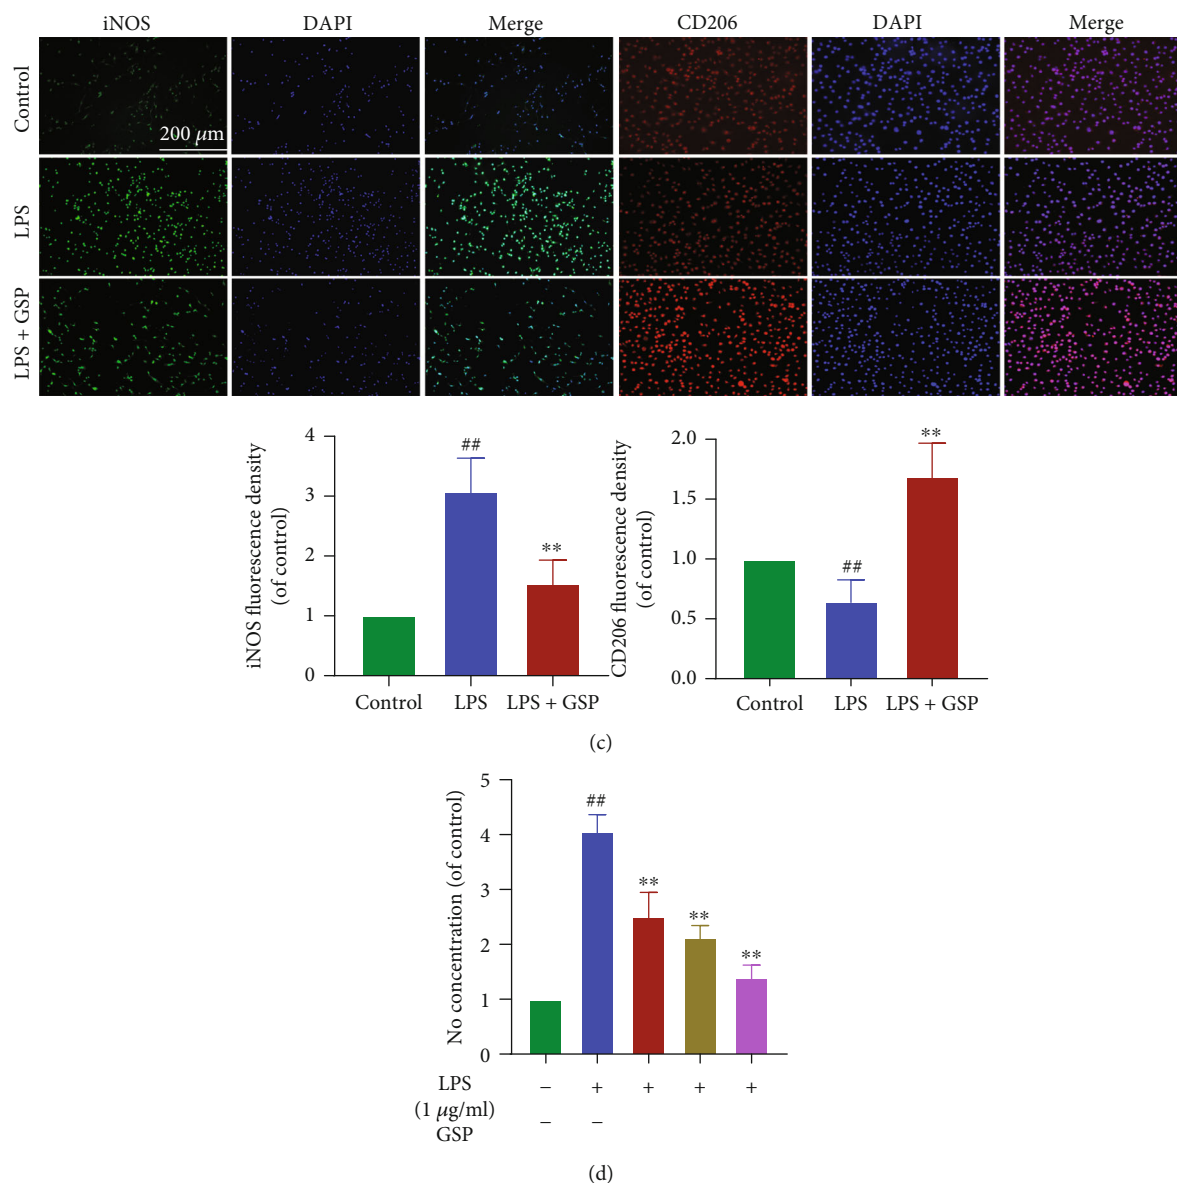 iNOS DAPI Merge CD206 DAPI Merge
Control
200 μm
LPS
LPS + GSP
iNOS fluorescence density
(of control)
4
3
2
1
0
##
**
Control LPS LPS + GSP
CD206 fluorescence density
(of control)
2.0
1.5
1.0
0.5
0.0
##
**
Control LPS LPS + GSP
(c)
No concentration (of control)
5
4
3
2
1
0
##
**
**
**
LPS – + + + +
(1 μg/ml)
GSP – –
(d)